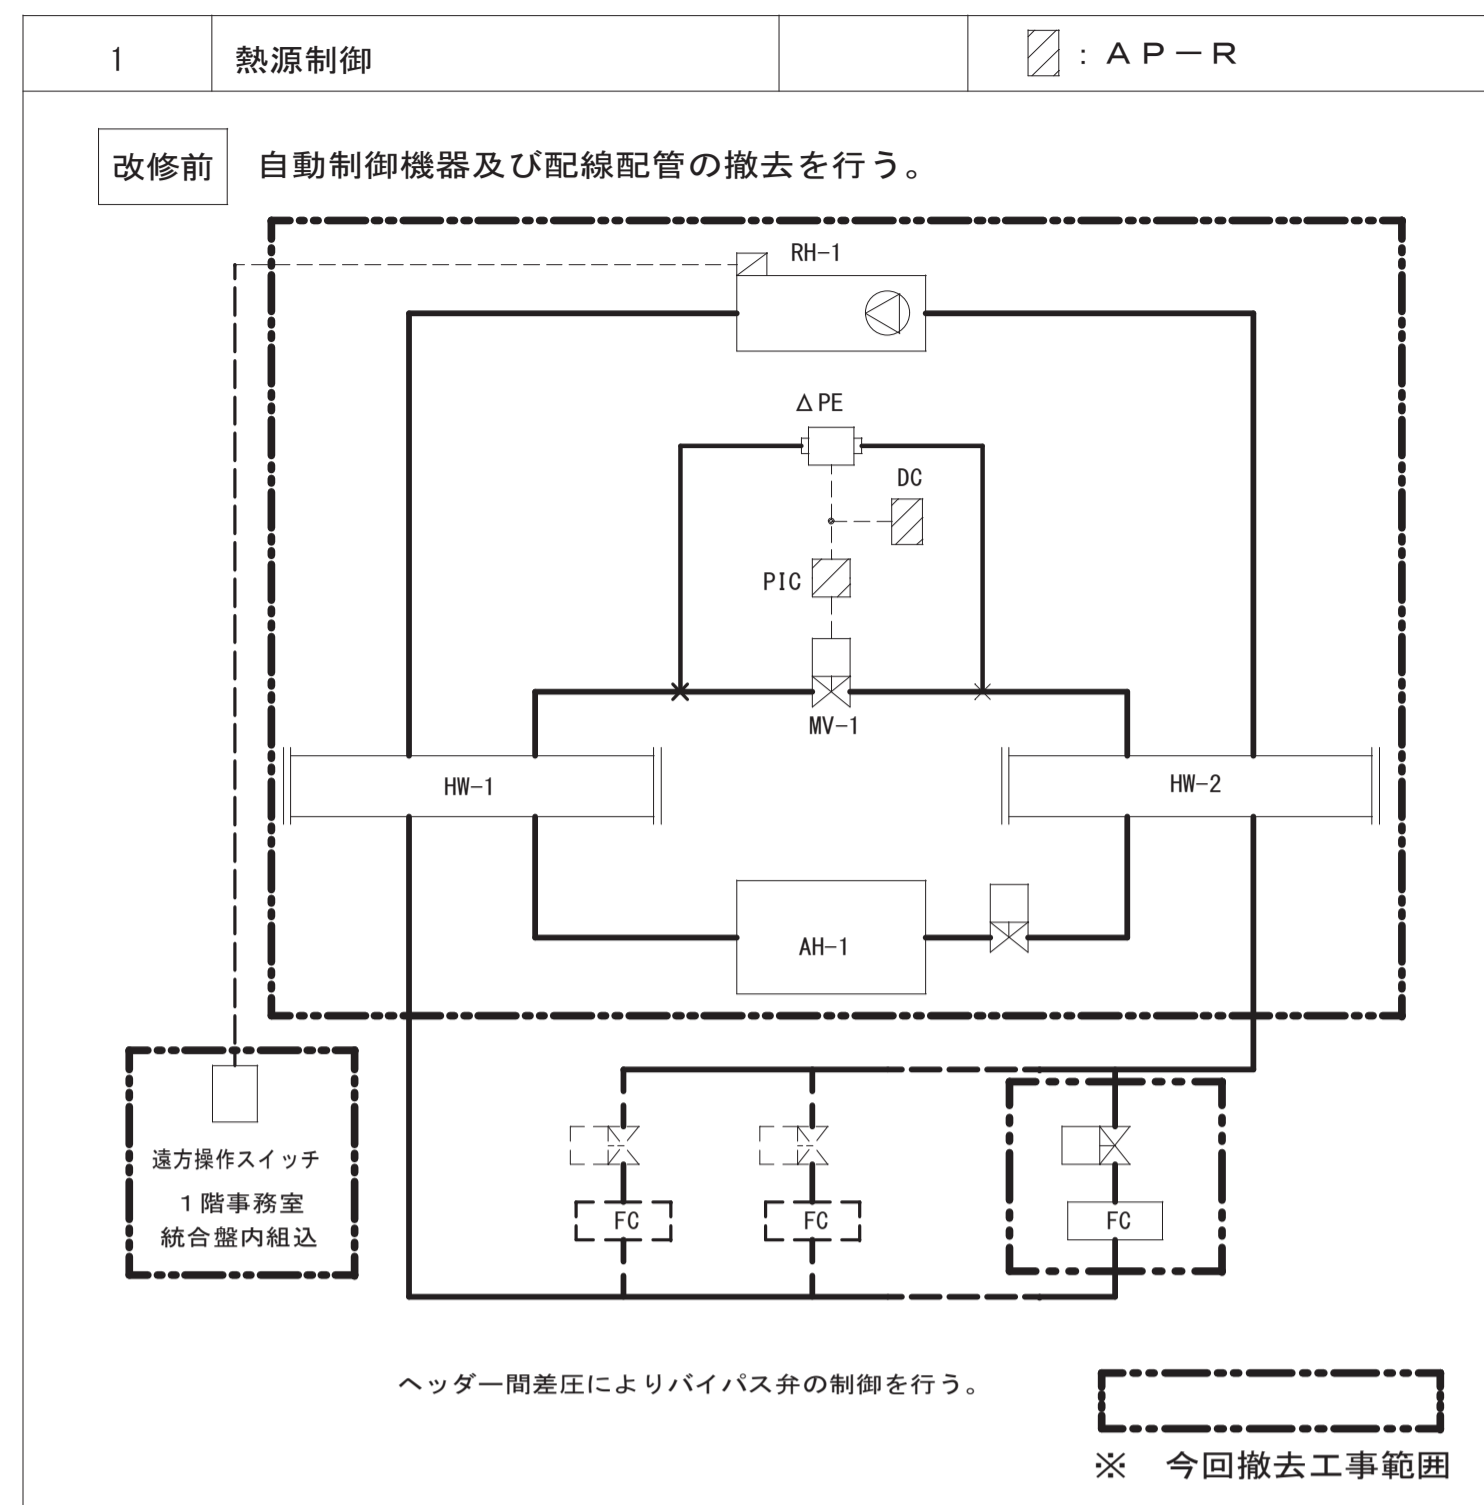 1
熱源制御
：ＡＰ－Ｒ
改修前
自動制御機器及び配線配管の撤去を行う。
RH-1
ΔPE
DC
PIC
MV-1
HW-1
HW-2
AH-1
遠方操作スイッチ
１階事務室
統合盤内組込
FC
FC
FC
ヘッダー間差圧によりバイパス弁の制御を行う。
※　今回撤去工事範囲